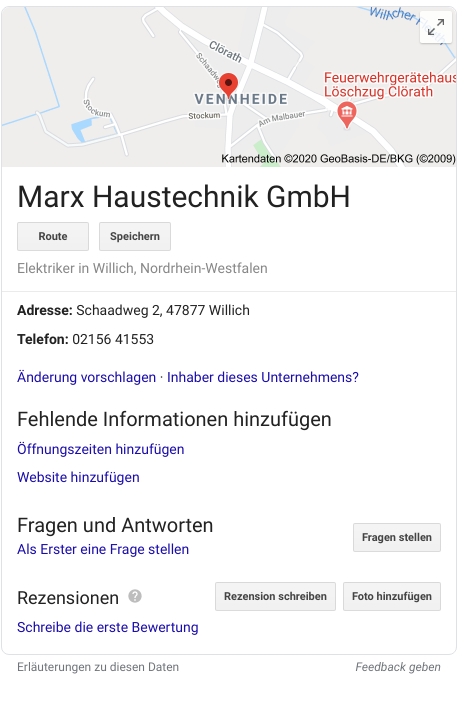 Willicher
Clörath
Schaadweg
Feuerwehrgerätehaus
Löschzug Clörath
VENNHEIDE
Stockum
Stockum
Am Malbauer
Kartendaten ©2020 GeoBasis-DE/BKG (©2009)
Marx Haustechnik GmbH
Route
Speichern
Elektriker in Willich, Nordrhein-Westfalen
Adresse: Schaadweg 2, 47877 Willich
Telefon: 02156 41553
Änderung vorschlagen · Inhaber dieses Unternehmens?
Fehlende Informationen hinzufügen
Öffnungszeiten hinzufügen
Website hinzufügen
Fragen und Antworten
Fragen stellen
Als Erster eine Frage stellen
Rezensionen ?
Rezension schreiben
Foto hinzufügen
Schreibe die erste Bewertung
Erläuterungen zu diesen Daten
Feedback geben